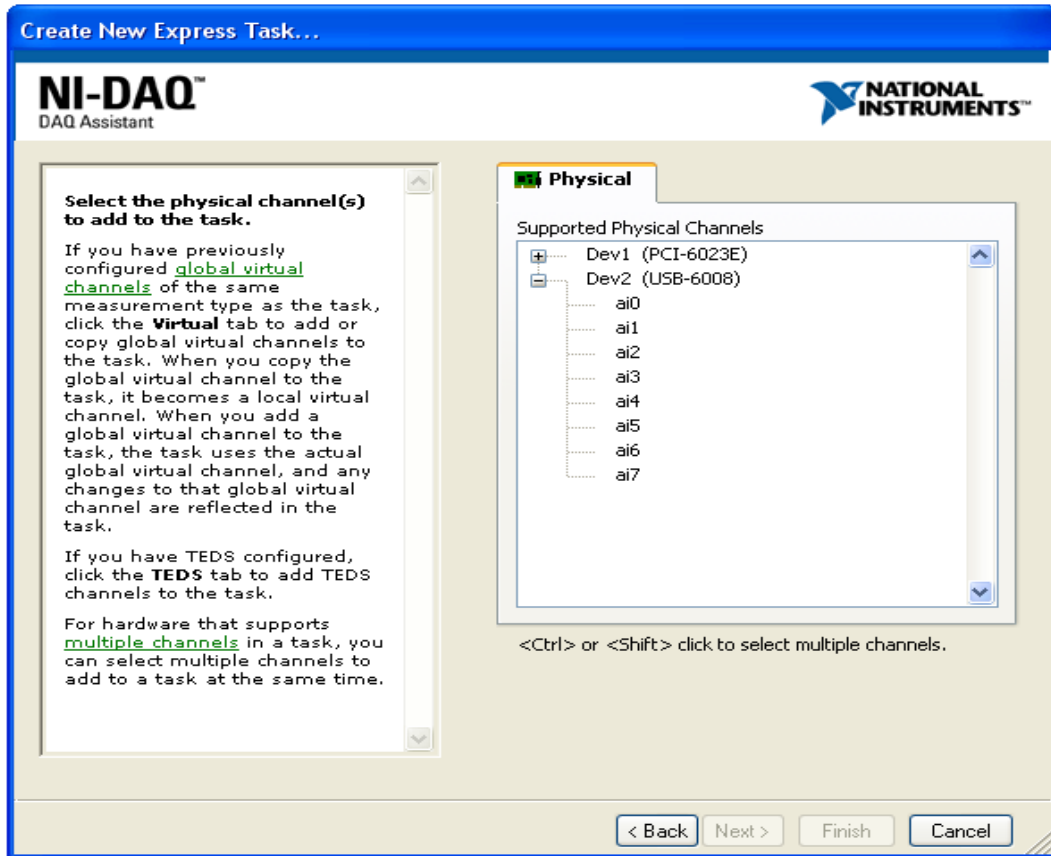 Create New Express Task...
NI-DAQ™
DAQ Assistant
NATIONAL
INSTRUMENTS™
Select the physical channel(s)
to add to the task.
If you have previously
configured global virtual
channels of the same
measurement type as the task,
click the Virtual tab to add or
copy global virtual channels to
the task. When you copy the
global virtual channel to the
task, it becomes a local virtual
channel. When you add a
global virtual channel to the
task, the task uses the actual
global virtual channel, and any
changes to that global virtual
channel are reflected in the
task.
If you have TEDS configured,
click the TEDS tab to add TEDS
channels to the task.
For hardware that supports
multiple channels in a task, you
can select multiple channels to
add to a task at the same time.
Physical
Supported Physical Channels
Dev1 (PCI-6023E)
Dev2 (USB-6008)
ai0
ai1
ai2
ai3
ai4
ai5
ai6
ai7
<Ctrl> or <Shift> click to select multiple channels.
< Back Next > Finish Cancel